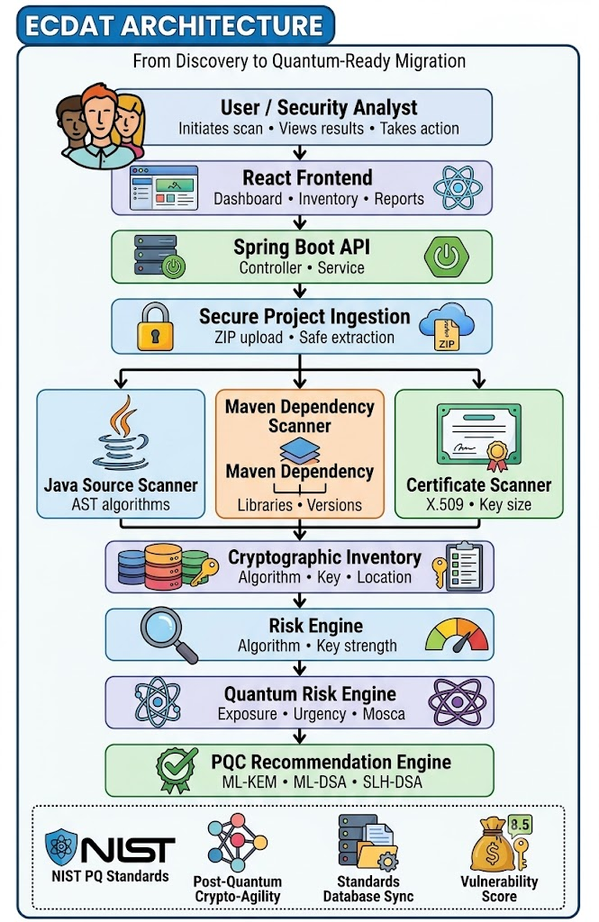 ECDAT ARCHITECTURE
From Discovery to Quantum-Ready Migration
User / Security Analyst
Initiates scan • Views results • Takes action
React Frontend
Dashboard • Inventory • Reports
Spring Boot API
Controller • Service
Secure Project Ingestion
ZIP upload • Safe extraction
ZIP
Java Source Scanner
AST algorithms
Maven Dependency
Scanner
Maven Dependency
Libraries • Versions
Certificate Scanner
X.509 • Key size
Cryptographic Inventory
Algorithm • Key • Location
Risk Engine
Algorithm • Key strength
Quantum Risk Engine
Exposure • Urgency • Mosca
PQC Recommendation Engine
ML-KEM • ML-DSA • SLH-DSA
NIST
NIST PQ Standards
Post-Quantum
Crypto-Agility
Standards
Database Sync
$
8.5
Vulnerability
Score